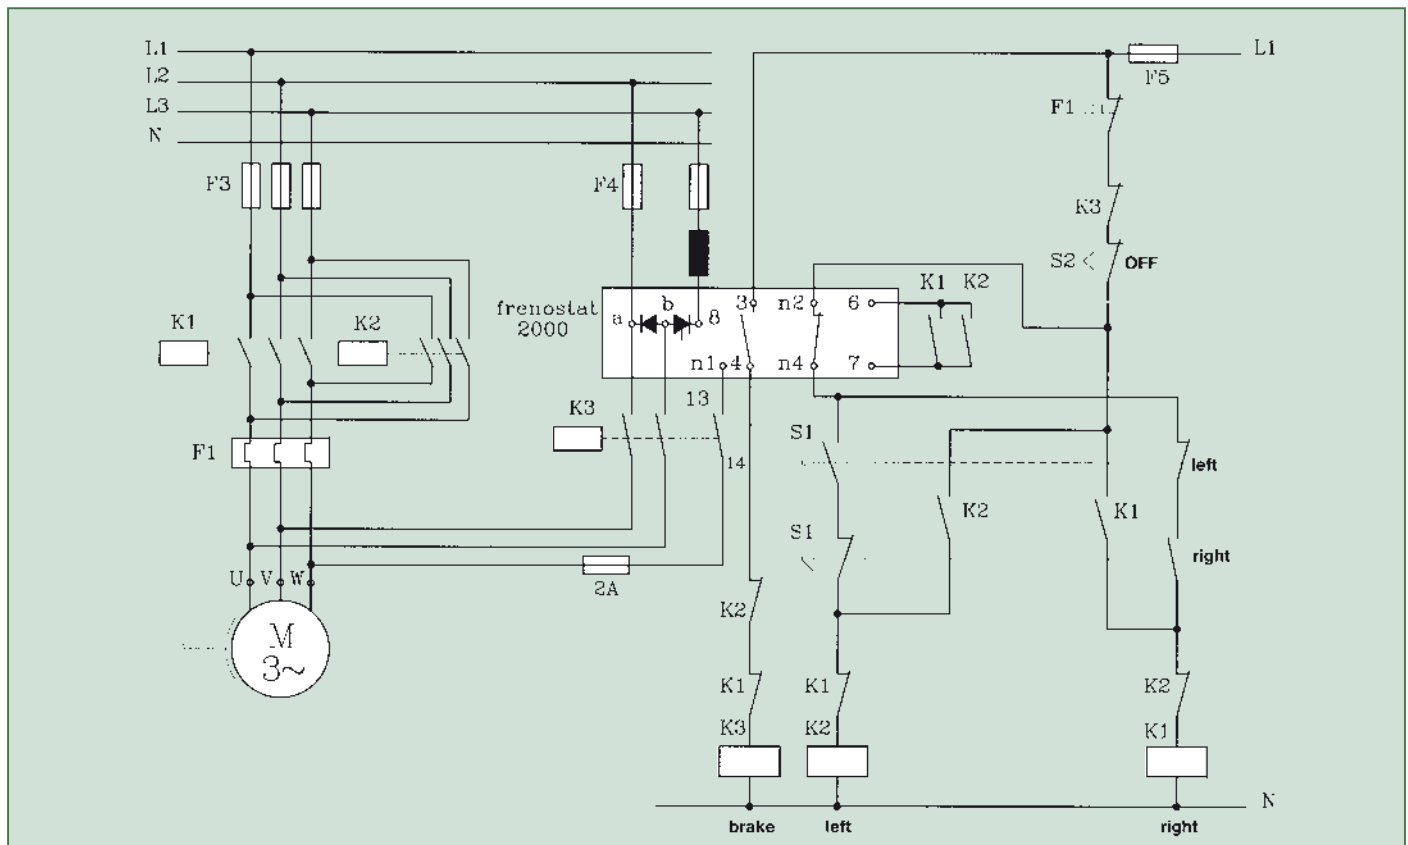 L1
L1
F5
L2
L3
F1
N
F3
F4
K3
S2
OFF
K1 K2
frenostat
2000
a b 8 3 n2 6
n1 4 n4 7
K1
K2
K3
13
14
S1
left
F1
K2
K1
S1
right
U V W
2A
K2
M
3~
K1
K1
K2
K3
K2
K1
N
brake
left
right